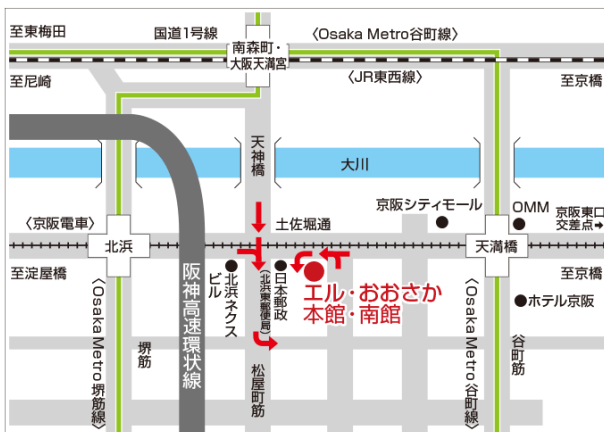 至東梅田
国道1号線
南森町・
大阪天満宮
〈Osaka Metro谷町線〉
至尼崎
〈JR東西線〉
至京橋
天神橋
大川
京阪シティモール
OMM
京阪東口
交差点→
〈京阪電車〉
北浜
土佐堀通
天満橋
至淀屋橋
至京橋
阪神高速環状線
北浜ネクス
ビル
日本郵政
(北浜東郵便局)
エル・おおさか
本館・南館
ホテル京阪
〈Osaka Metro堺筋線〉
堺筋
松屋町筋
〈Osaka Metro谷町線〉
谷町筋